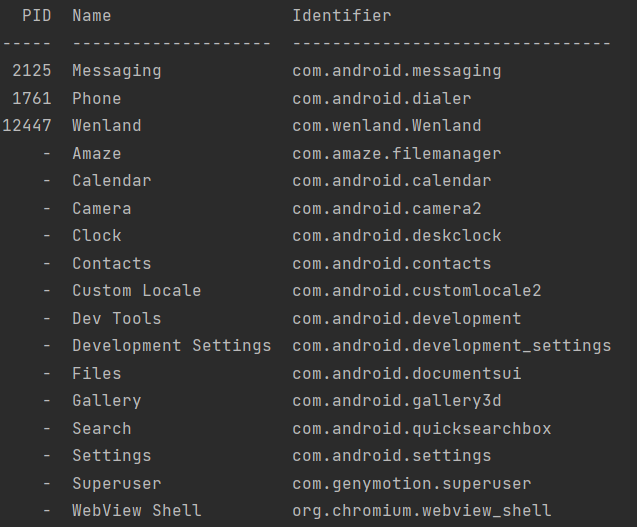 PID  Name                  Identifier
-----  --------------------  --------------------------------
 2125  Messaging             com.android.messaging
 1761  Phone                 com.android.dialer
12447  Wenland               com.wenland.Wenland
    -  Amaze                 com.amaze.filemanager
    -  Calendar              com.android.calendar
    -  Camera                com.android.camera2
    -  Clock                 com.android.deskclock
    -  Contacts              com.android.contacts
    -  Custom Locale         com.android.customlocale2
    -  Dev Tools             com.android.development
    -  Development Settings  com.android.development_settings
    -  Files                 com.android.documentsui
    -  Gallery               com.android.gallery3d
    -  Search                com.android.quicksearchbox
    -  Settings              com.android.settings
    -  Superuser             com.genymotion.superuser
    -  WebView Shell         org.chromium.webview_shell